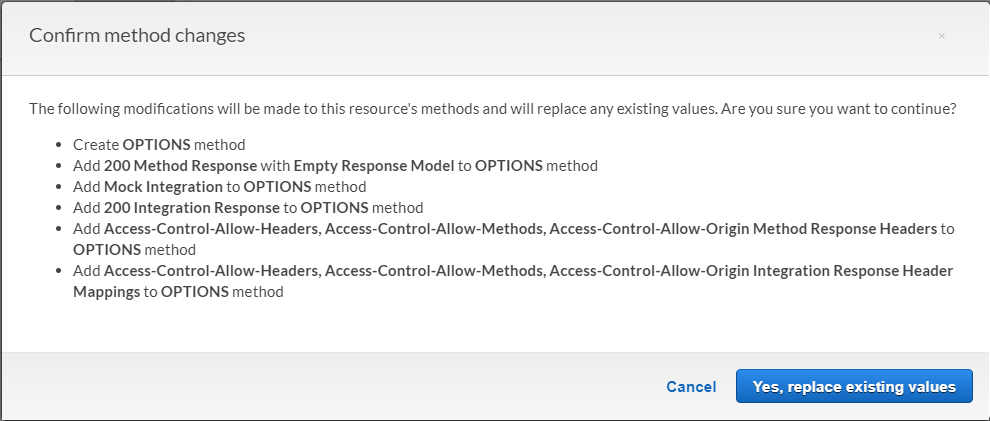 Confirm method changes
×
The following modifications will be made to this resource's methods and will replace any existing values. Are you sure you want to continue?
• Create OPTIONS method
• Add 200 Method Response with Empty Response Model to OPTIONS method
• Add Mock Integration to OPTIONS method
• Add 200 Integration Response to OPTIONS method
• Add Access-Control-Allow-Headers, Access-Control-Allow-Methods, Access-Control-Allow-Origin Method Response Headers to
OPTIONS method
• Add Access-Control-Allow-Headers, Access-Control-Allow-Methods, Access-Control-Allow-Origin Integration Response Header
Mappings to OPTIONS method
Cancel
Yes, replace existing values